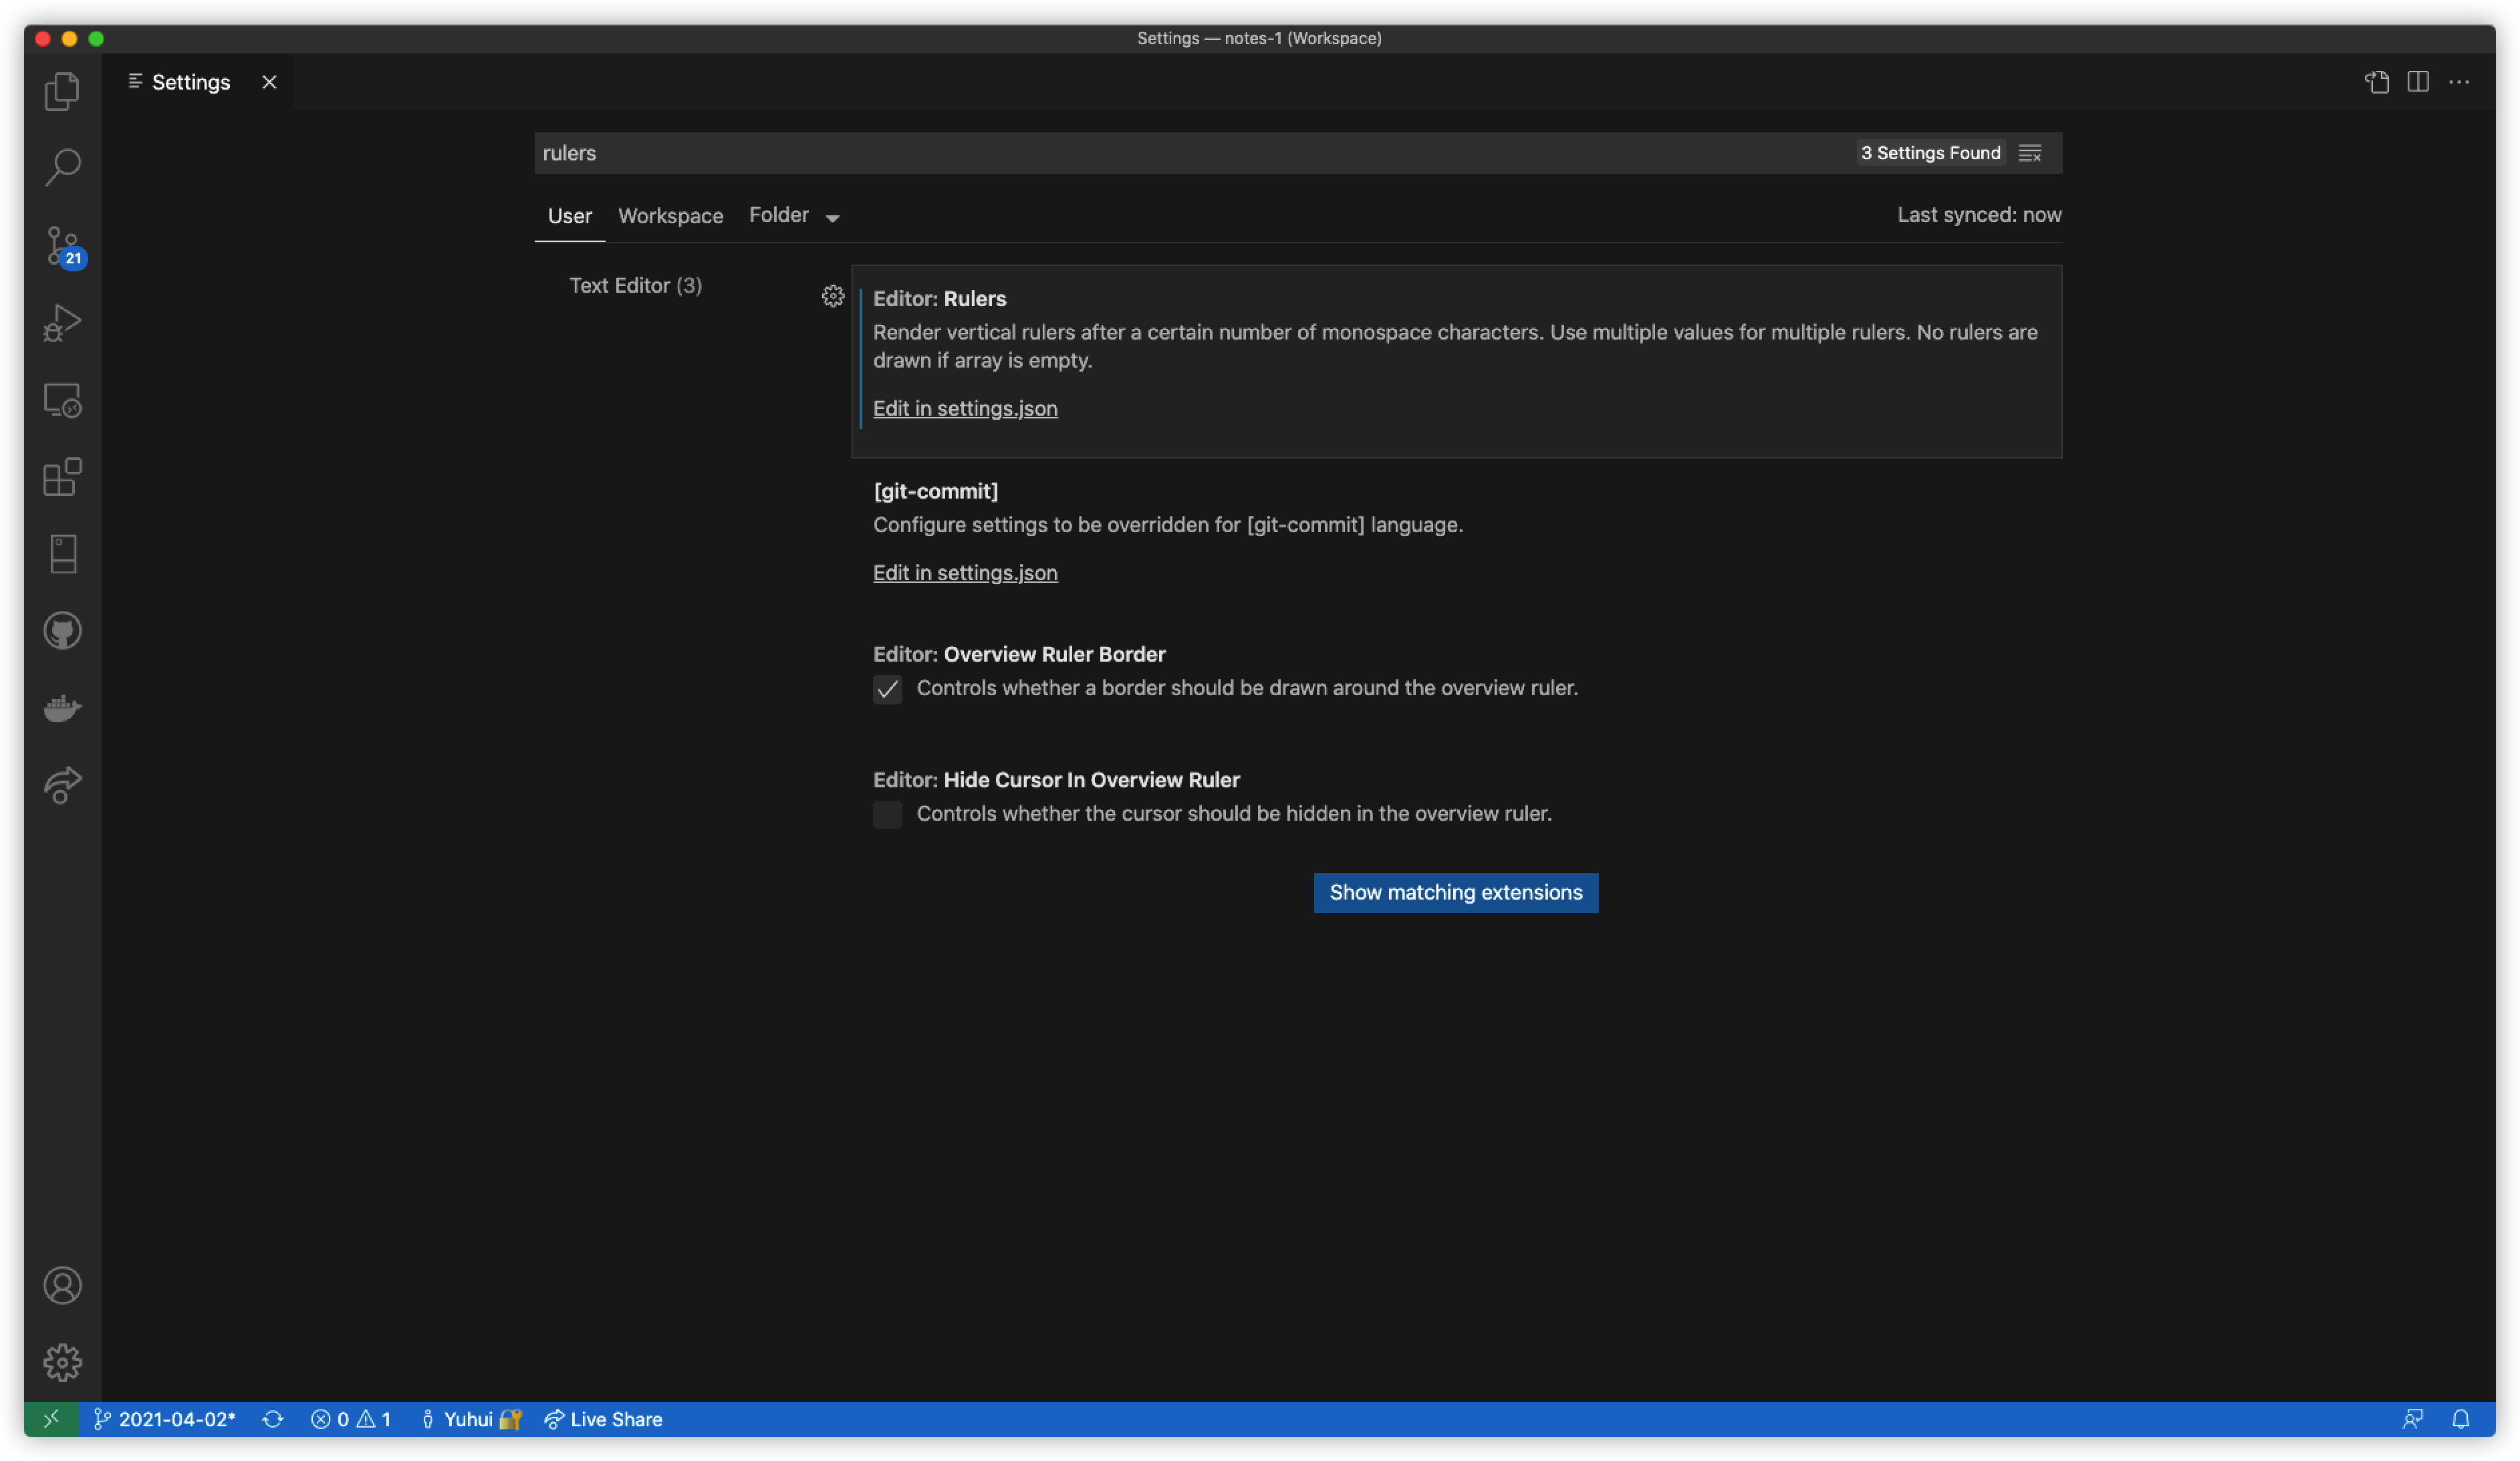 Settings — notes-1 (Workspace)
Settings
rulers
3 Settings Found
User
Workspace
Folder
Last synced: now
Text Editor (3)
Editor: Rulers
Render vertical rulers after a certain number of monospace characters. Use multiple values for multiple rulers. No rulers are
drawn if array is empty.
Edit in settings.json
[git-commit]
Configure settings to be overridden for [git-commit] language.
Edit in settings.json
Editor: Overview Ruler Border
Controls whether a border should be drawn around the overview ruler.
Editor: Hide Cursor In Overview Ruler
Controls whether the cursor should be hidden in the overview ruler.
Show matching extensions
21
2021-04-02*
0
1
Yuhui 🔐
Live Share